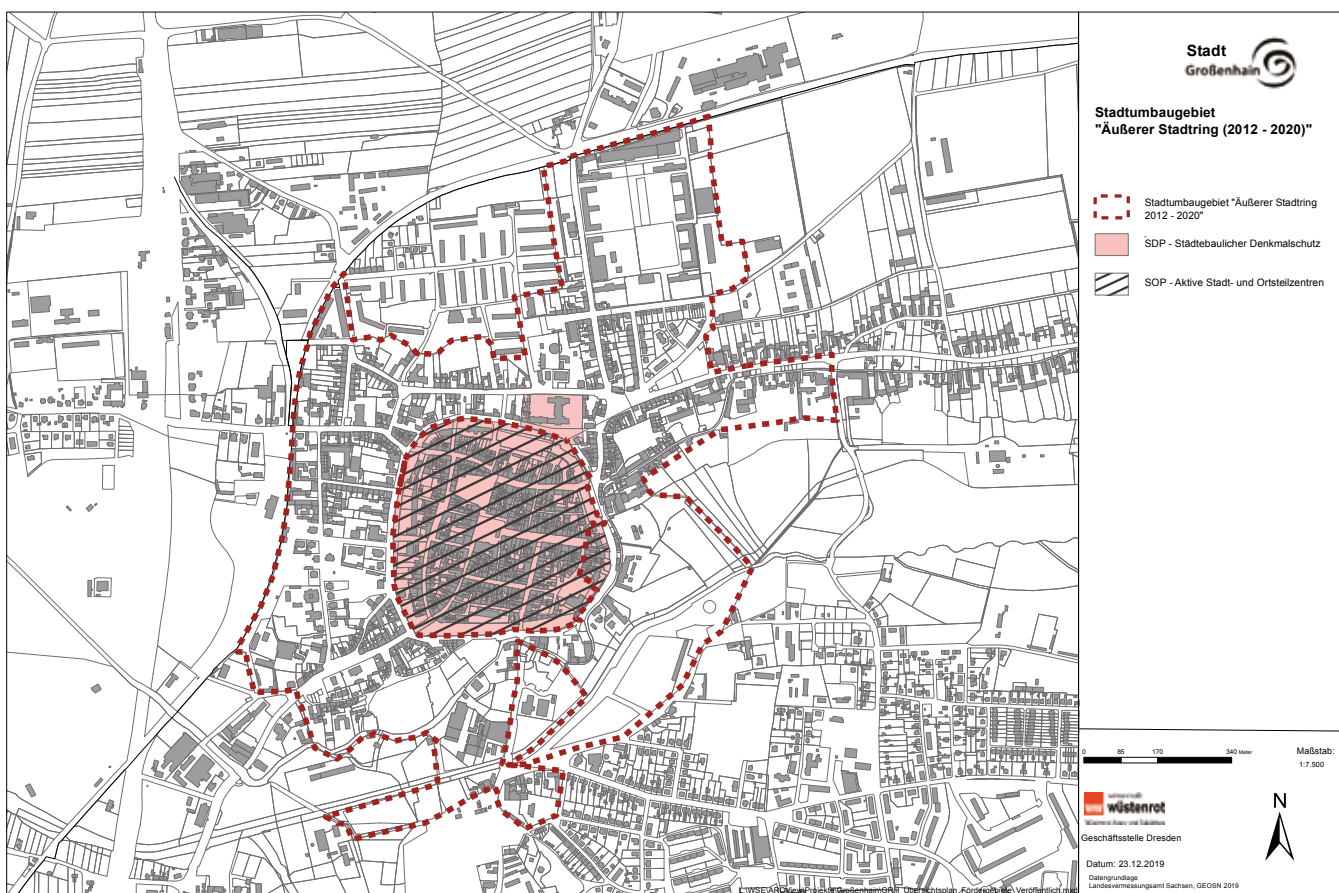 Stadt
Großenhain
Stadtumbaugebiet
"Äußerer Stadtring (2012 - 2020)"
Stadtumbaugebiet "Äußerer Stadtring
2012 - 2020"
SDP - Städtebaulicher Denkmalschutz
SOP - Aktive Stadt- und Ortsteilzentren
0 85 170 340 Meter
Maßstab:
1:7.500
wüstenrot
N
Geschäftsstelle Dresden
Datum: 23.12.2019
Datengrundlage
Landesvermessungsamt Sachsen, GEOSN 2019